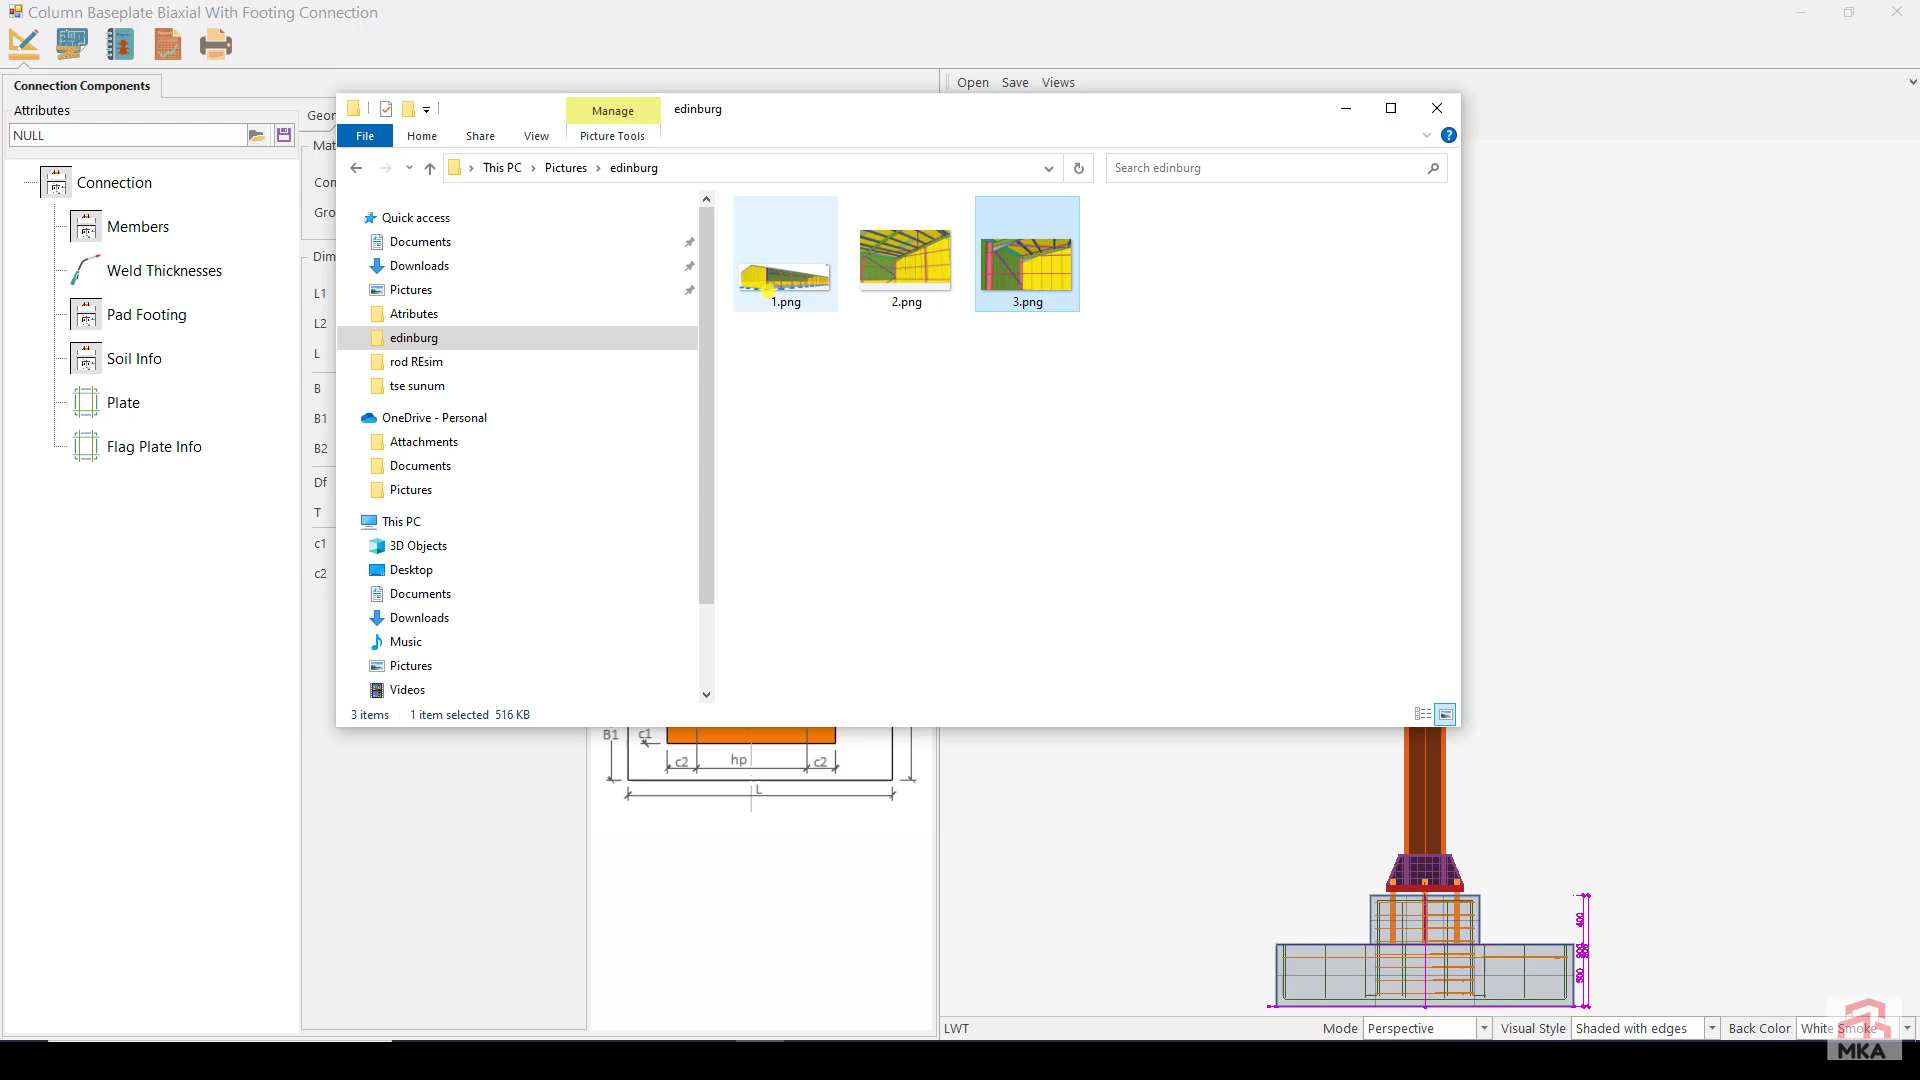 Column Baseplate Biaxial With Footing Connection
Connection Components
Attributes
NULL
Connection
Members
Weld Thicknesses
Pad Footing
Soil Info
Plate
Flag Plate Info
Geor
Mat
Con
Gro
Dim
L1
L2
L
B
B1
B2
Df
T
c1
c2
Open Save Views
Manage edinburg
File Home Share View Picture Tools
This PC Pictures edinburg
Search edinburg
Quick access
Documents
Downloads
Pictures
Atributes
edinburg
rod REsim
tse sunum
OneDrive - Personal
Attachments
Documents
Pictures
This PC
3D Objects
Desktop
Documents
Downloads
Music
Pictures
Videos
1.png 2.png 3.png
3 items 1 item selected 516 KB
B1 c1
c2 hp c2
L
400
500
LWT Mode Perspective Visual Style Shaded with edges Back Color White Smoke
MKA